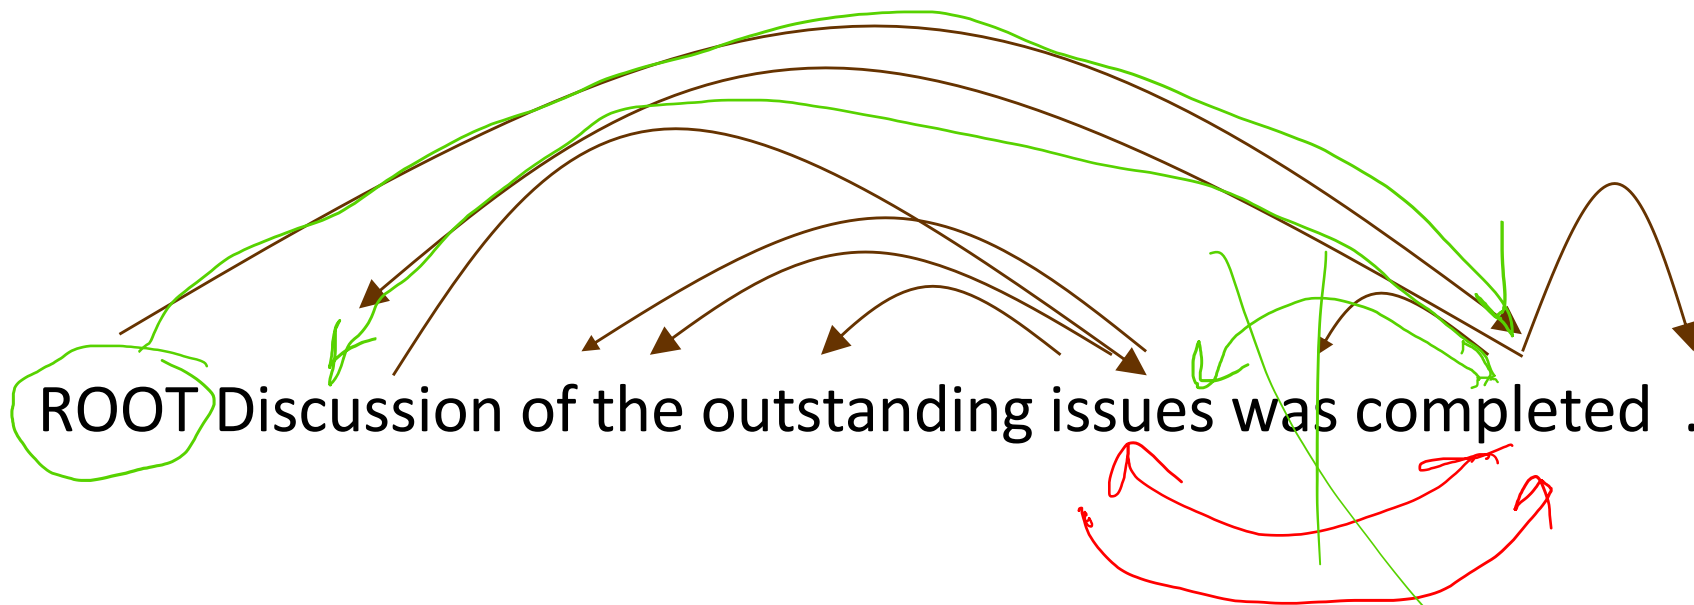 ROOT Discussion of the outstanding issues was completed .